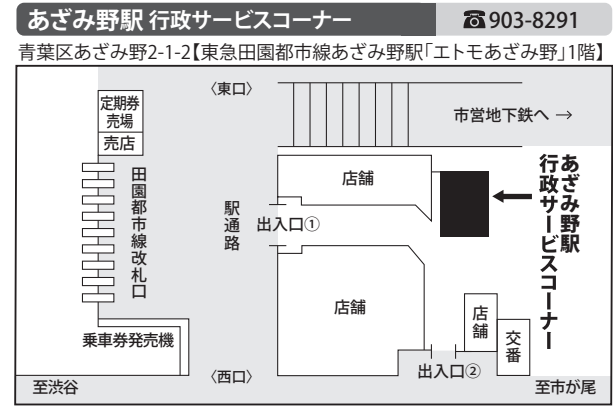 あざみ野駅 行政サービスコーナー ☎903-8291
青葉区あざみ野2-1-2【東急田園都市線あざみ野駅「エトモあざみ野」1階】
〈東口〉
定期券
売場
売店
市営地下鉄へ →
田園都市線改札口
駅通路
店舗
出入口①
あざみ野駅
行政サービスコーナー
店舗
店舗
交番
乗車券発売機
出入口②
〈西口〉
至渋谷
至市が尾